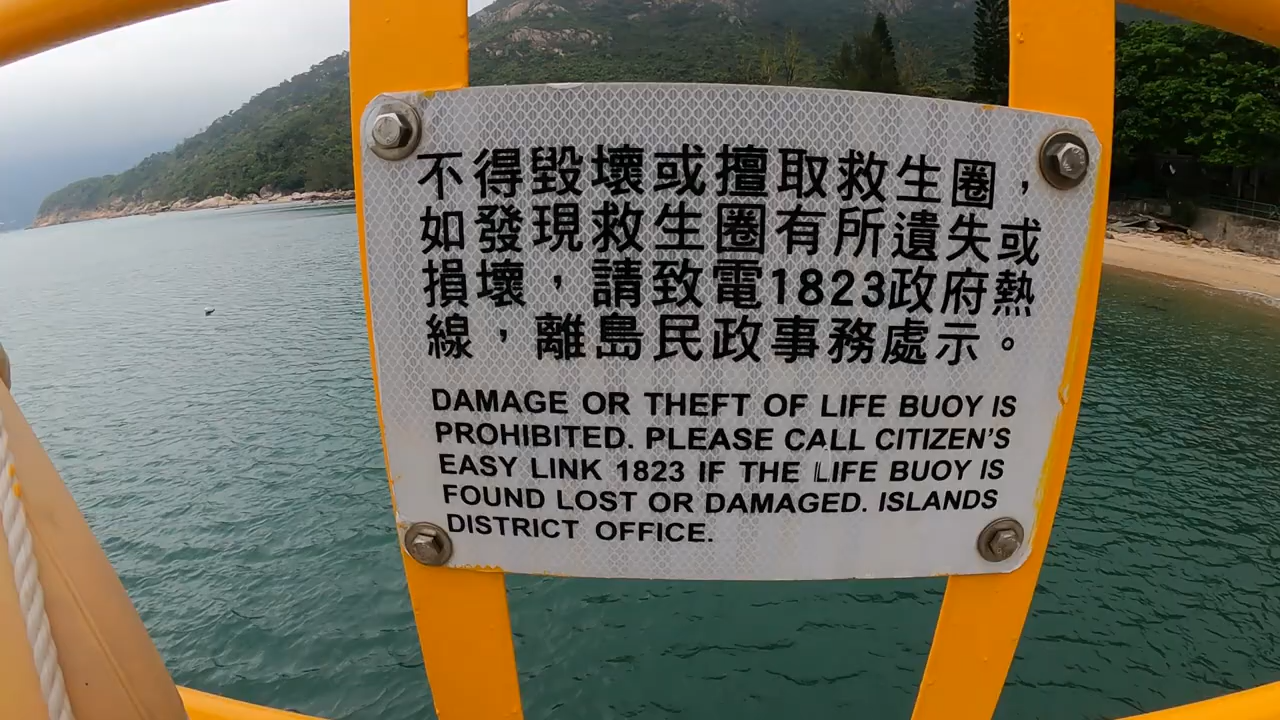 不得毀壞或擅取救生圈，
如發現救生圈有所遺失或
損壞，請致電1823政府熱
線，離島民政事務處示。
DAMAGE OR THEFT OF LIFE BUOY IS
PROHIBITED. PLEASE CALL CITIZEN'S
EASY LINK 1823 IF THE LIFE BUOY IS
FOUND LOST OR DAMAGED. ISLANDS
DISTRICT OFFICE.